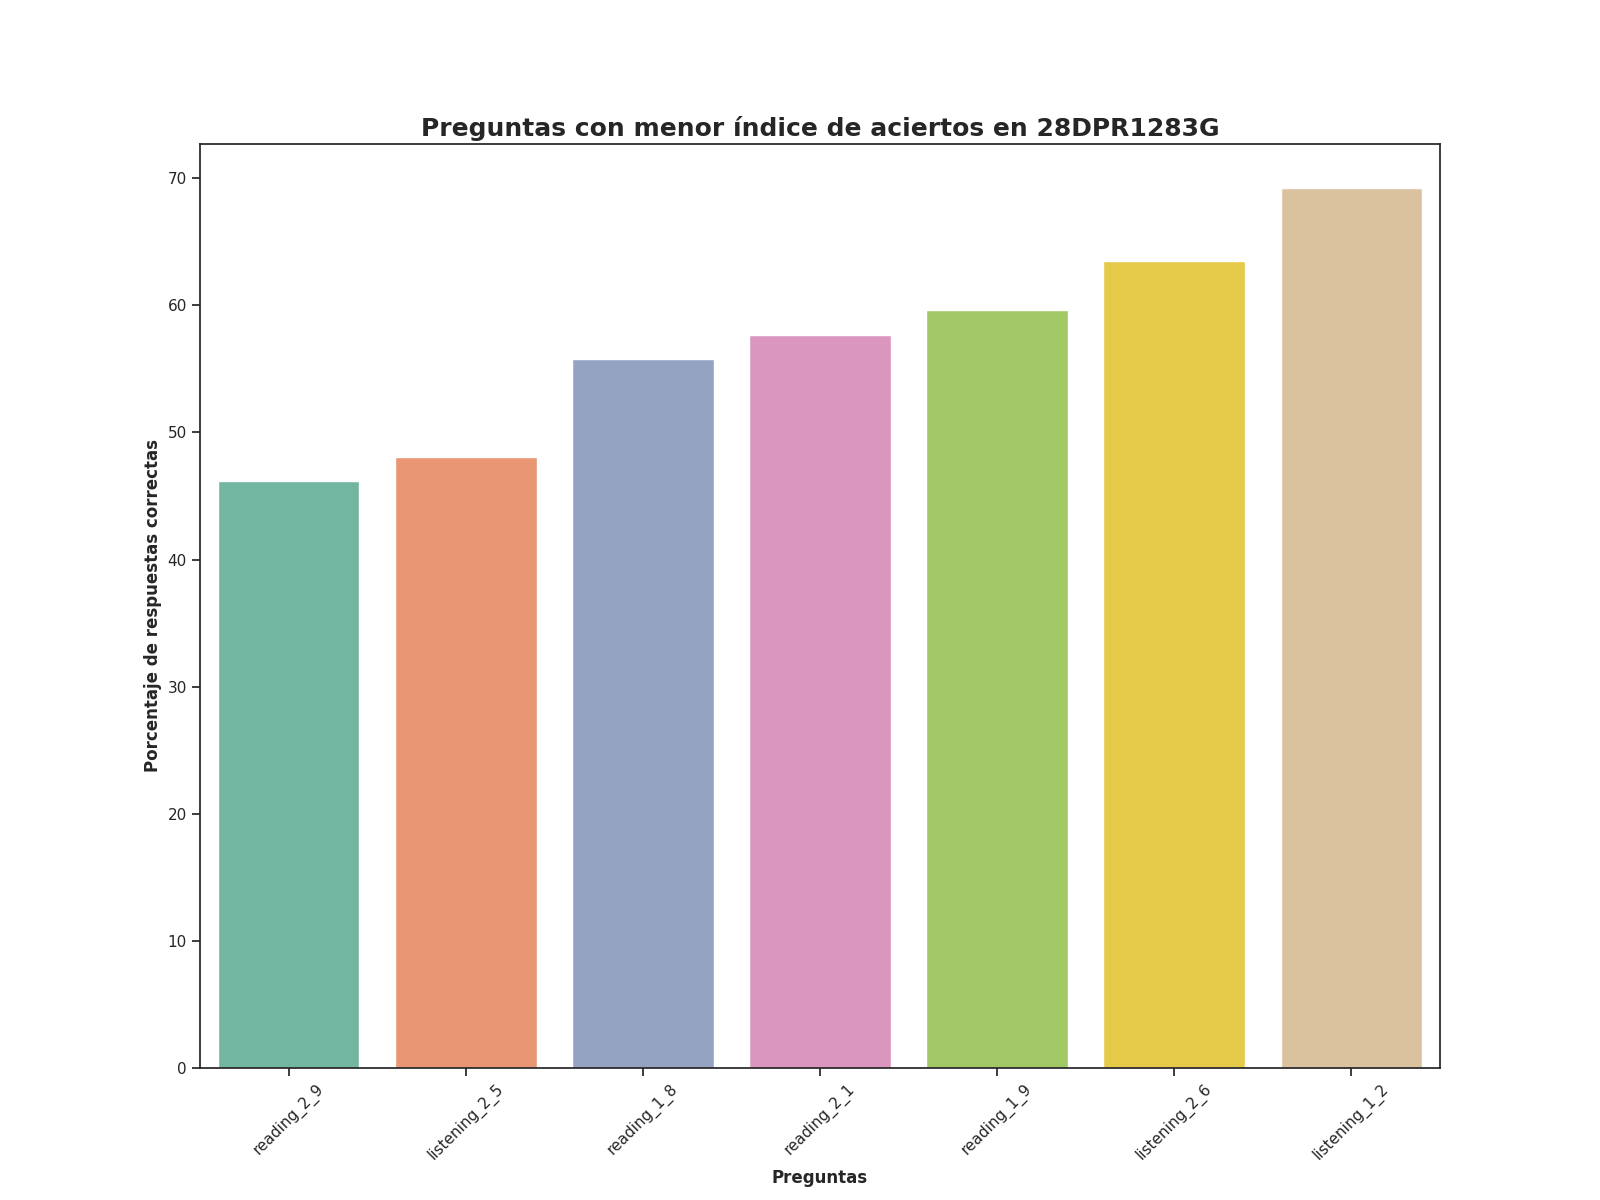 Preguntas con menor índice de aciertos en 28DPR1283G
Porcentaje de respuestas correctas
70
60
50
40
30
20
10
0
reading_2_9
listening_2_5
reading_1_8
reading_2_1
reading_1_9
listening_2_6
listening_1_2
Preguntas